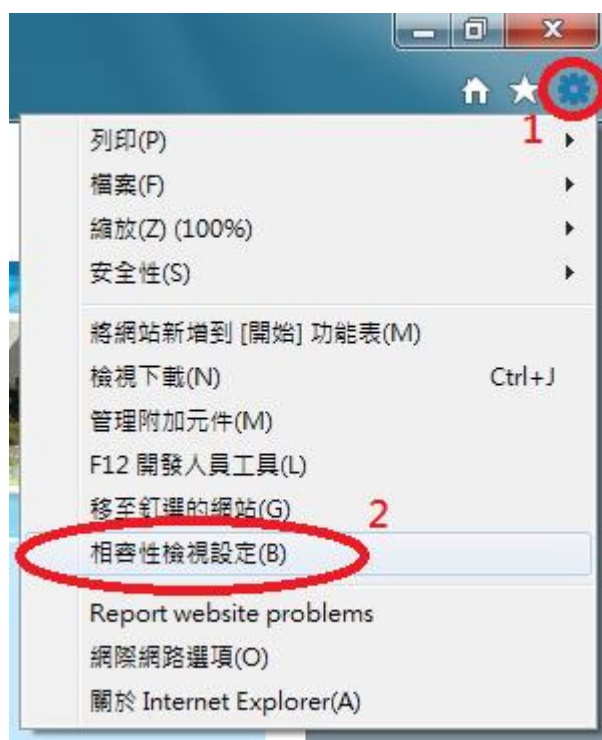 1
列印(P)
檔案(F)
縮放(Z) (100%)
安全性(S)
將網站新增到 [開始] 功能表(M)
檢視下載(N) Ctrl+J
管理附加元件(M)
F12 開發人員工具(L)
移至釘選的網站(G)
2
相容性檢視設定(B)
Report website problems
網際網路選項(O)
關於 Internet Explorer(A)